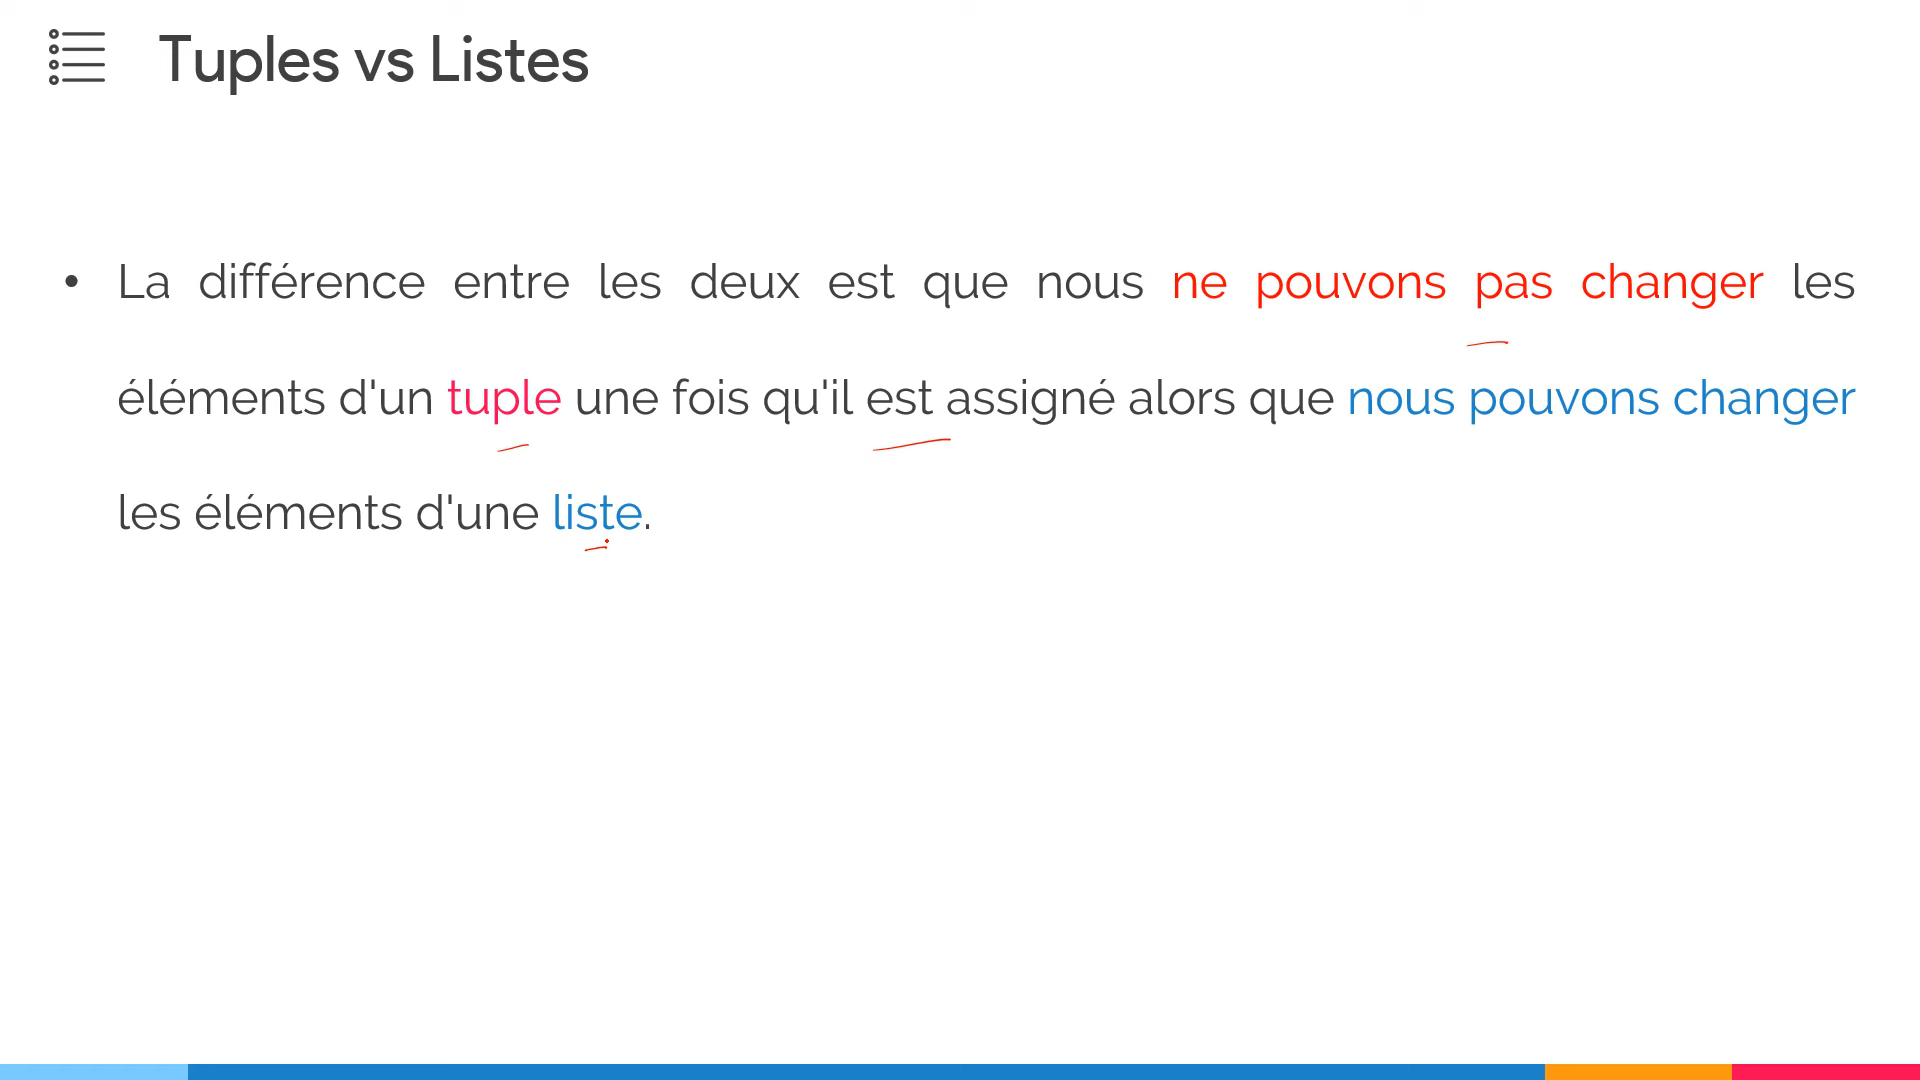 Tuples vs Listes
• La différence entre les deux est que nous ne pouvons pas changer les
éléments d'un tuple une fois qu'il est assigné alors que nous pouvons changer
les éléments d'une liste.